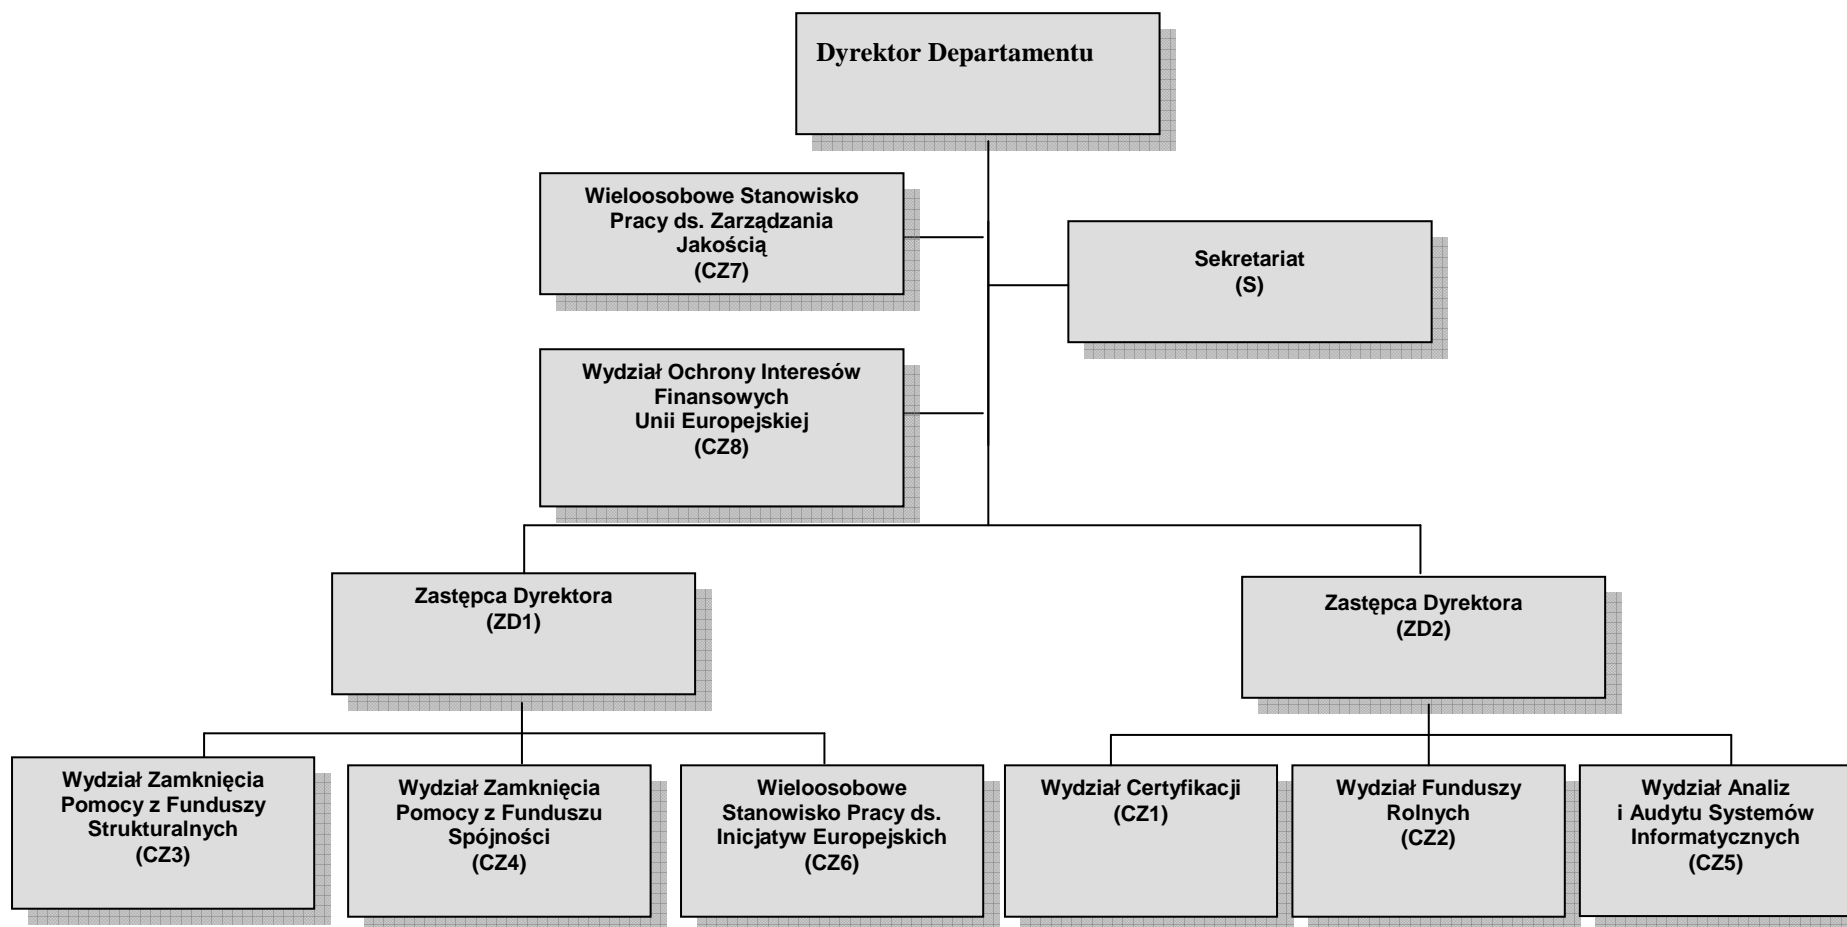 Dyrektor Departamentu
Wieloosobowe Stanowisko
Pracy ds. Zarządzania
Jakością
(CZ7)
Sekretariat
(S)
Wydział Ochrony Interesów
Finansowych
Unii Europejskiej
(CZ8)
Zastępca Dyrektora
(ZD1)
Zastępca Dyrektora
(ZD2)
Wydział Zamknięcia
Pomocy z Funduszy
Strukturalnych
(CZ3)
Wydział Zamknięcia
Pomocy z Funduszu
Spójności
(CZ4)
Wieloosobowe
Stanowisko Pracy ds.
Inicjatyw Europejskich
(CZ6)
Wydział Certyfikacji
(CZ1)
Wydział Funduszy
Rolnych
(CZ2)
Wydział Analiz
i Audytu Systemów
Informatycznych
(CZ5)